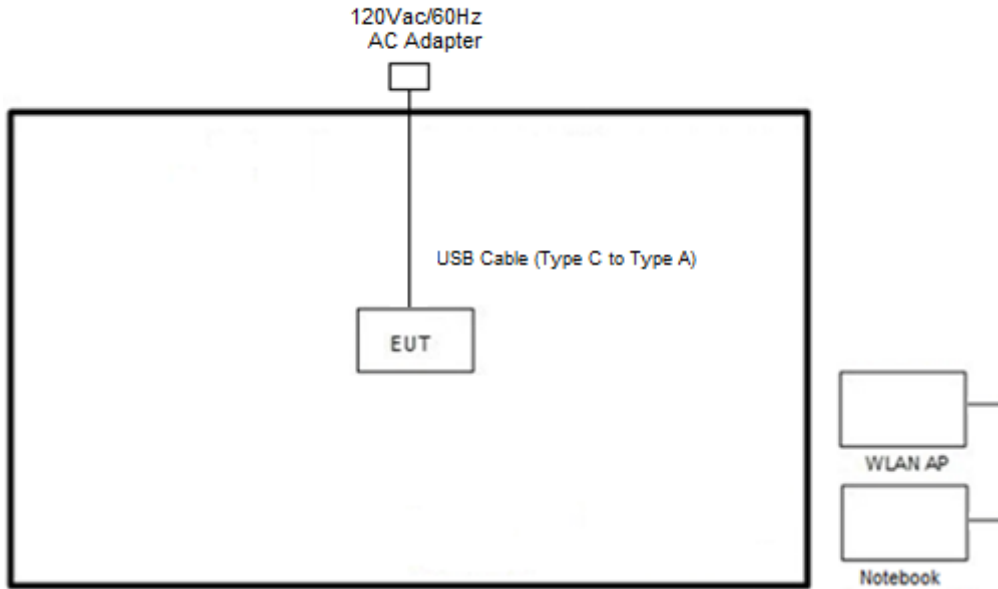 120Vac/60Hz
AC Adapter
USB Cable (Type C to Type A)
EUT
WLAN AP
Notebook